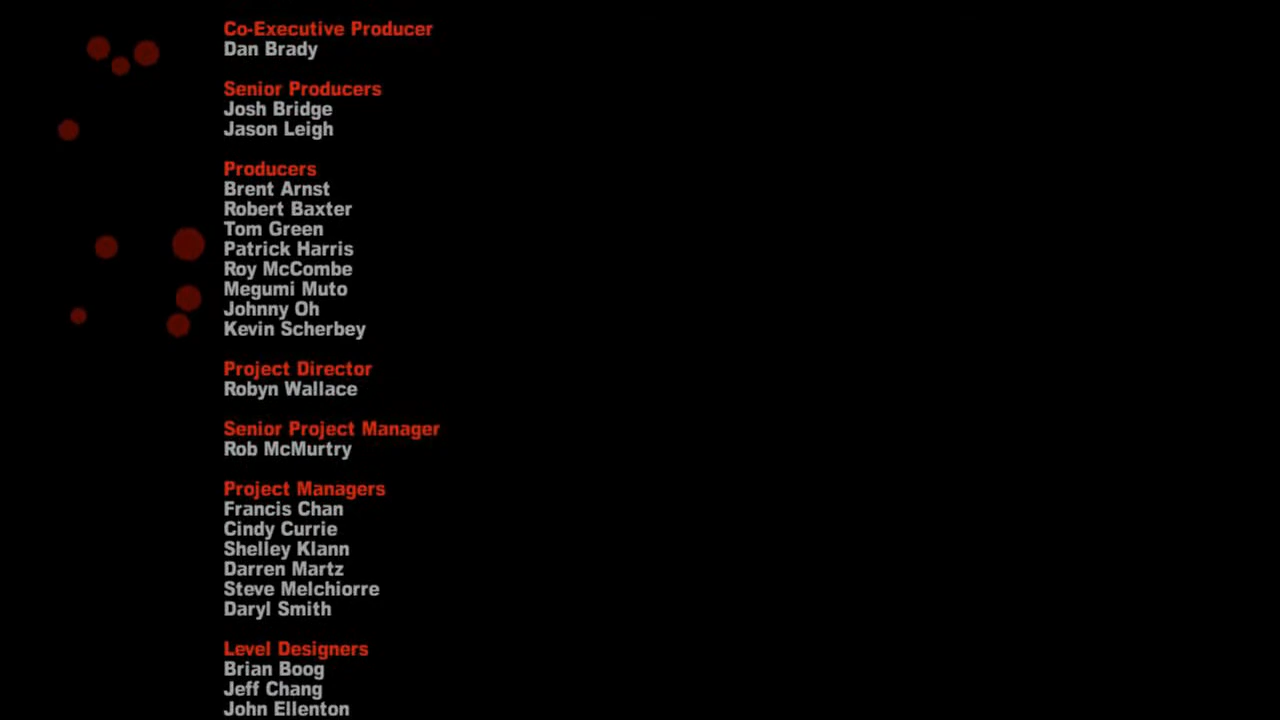 Co-Executive Producer
Dan Brady
Senior Producers
Josh Bridge
Jason Leigh
Producers
Brent Arnst
Robert Baxter
Tom Green
Patrick Harris
Roy McCombe
Megumi Muto
Johnny Oh
Kevin Scherbey
Project Director
Robyn Wallace
Senior Project Manager
Rob McMurtry
Project Managers
Francis Chan
Cindy Currie
Shelley Klann
Darren Martz
Steve Melchiorre
Daryl Smith
Level Designers
Brian Boog
Jeff Chang
John Ellenton